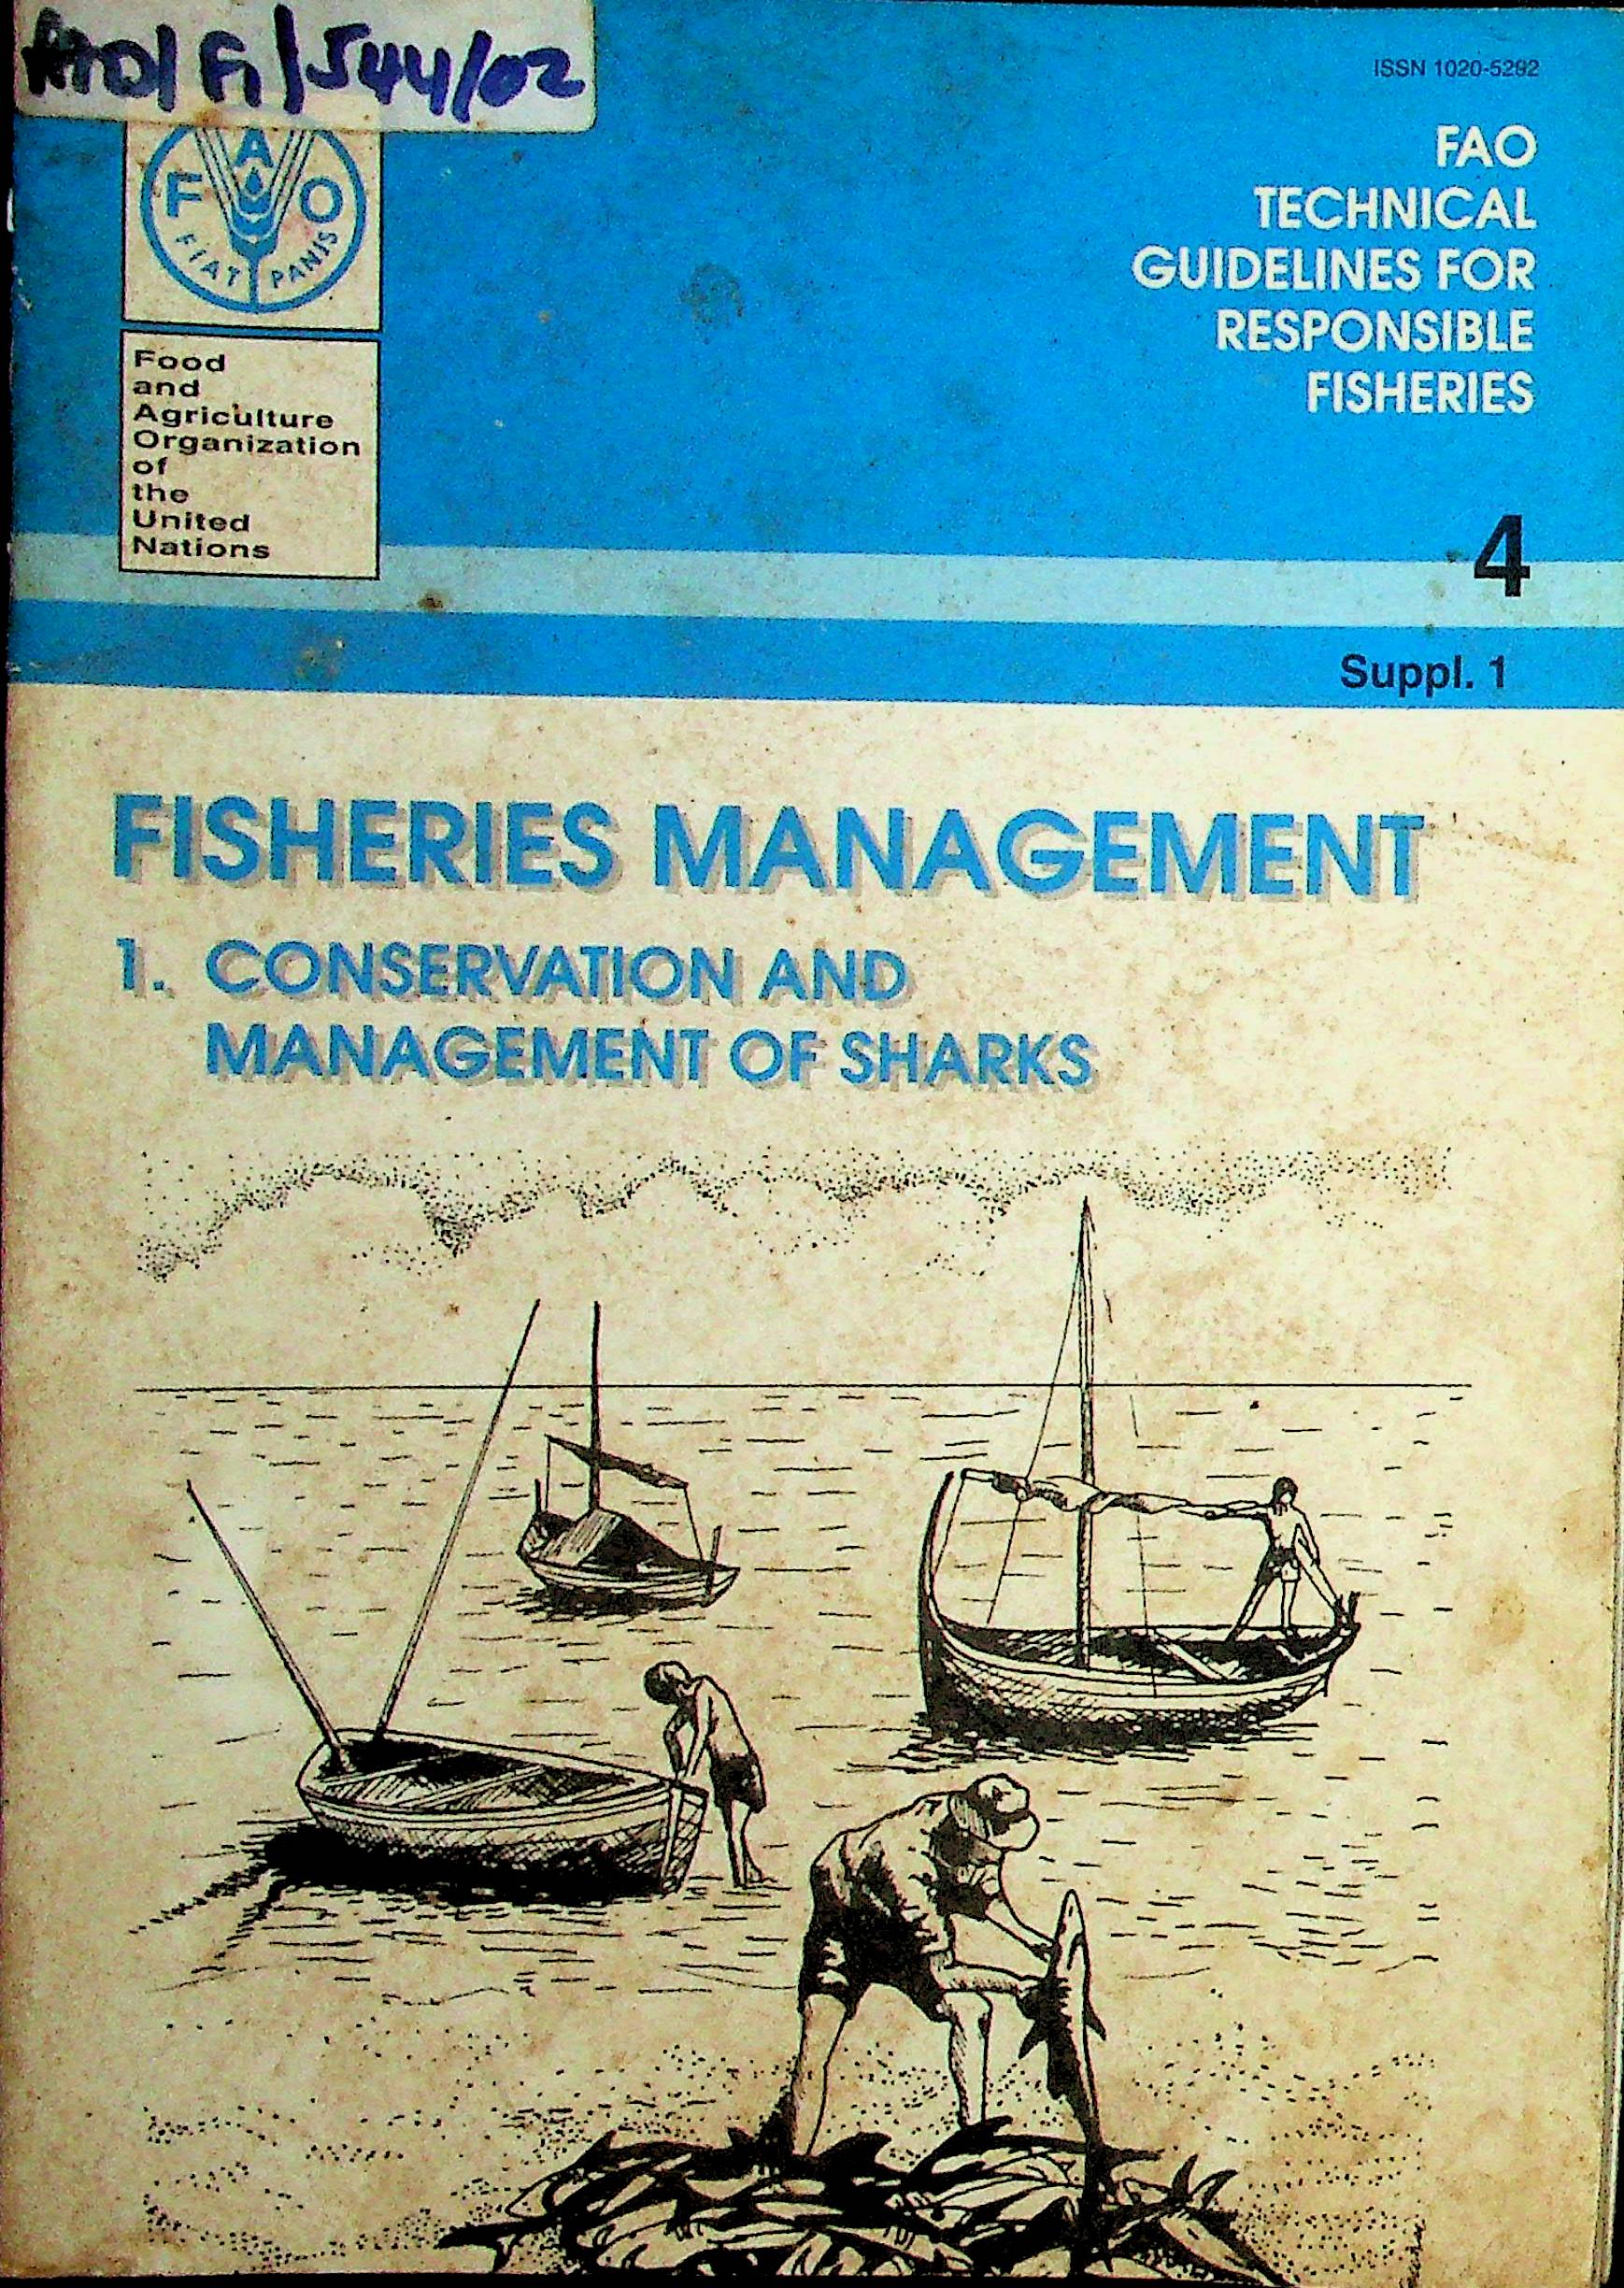 Fi/544/02
ISSN 1020-5292
FAO
TECHNICAL
GUIDELINES FOR
RESPONSIBLE
FISHERIES
F A O
FIAT PANIS
Food
and
Agriculture
Organization
of
the
United
Nations
4
Suppl. 1
FISHERIES MANAGEMENT
1. CONSERVATION AND
MANAGEMENT OF SHARKS